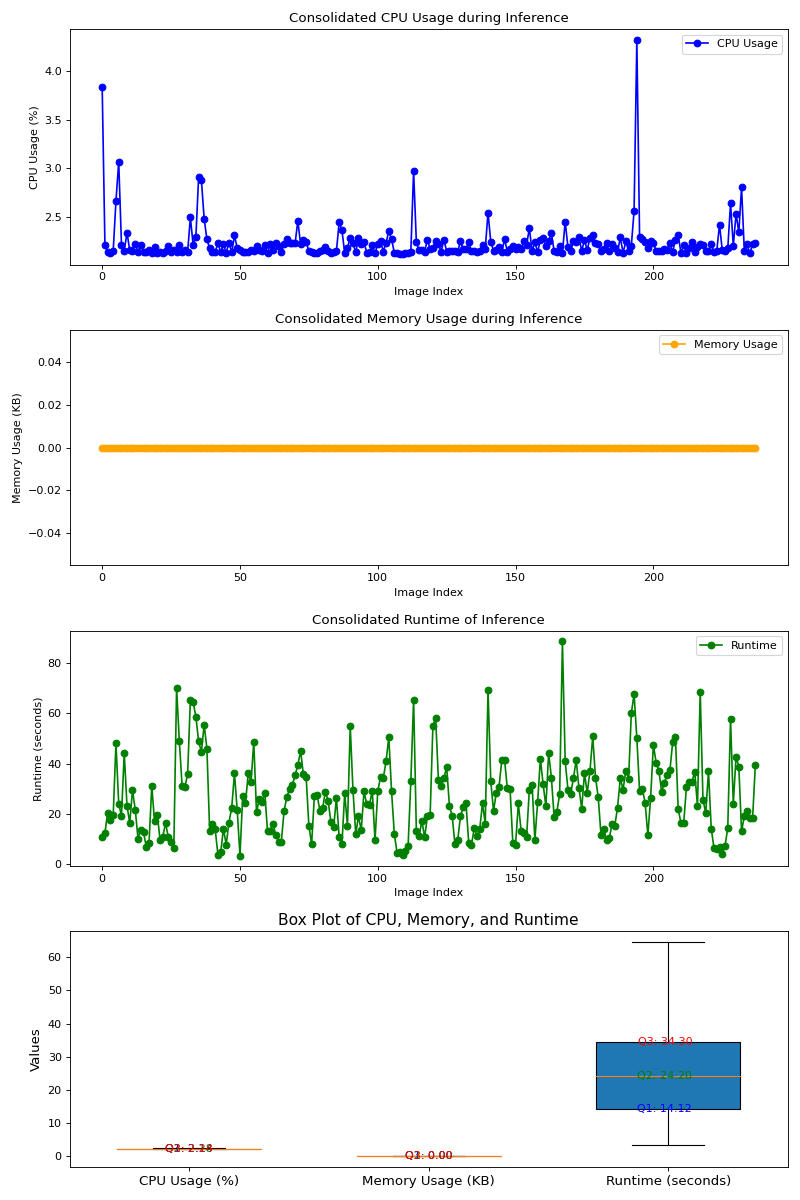 Consolidated CPU Usage during Inference
CPU Usage
CPU Usage (%)
4.0
3.5
3.0
2.5
0 50 100 150 200
Image Index
Consolidated Memory Usage during Inference
Memory Usage
Memory Usage (KB)
0.04
0.02
0.00
−0.02
−0.04
0 50 100 150 200
Image Index
Consolidated Runtime of Inference
Runtime
Runtime (seconds)
80
60
40
20
0
0 50 100 150 200
Image Index
Box Plot of CPU, Memory, and Runtime
Values
60
50
40
30
20
10
0
Q3: 34.30
Q2: 24.20
Q1: 14.12
0.00
CPU Usage (%) Memory Usage (KB) Runtime (seconds)